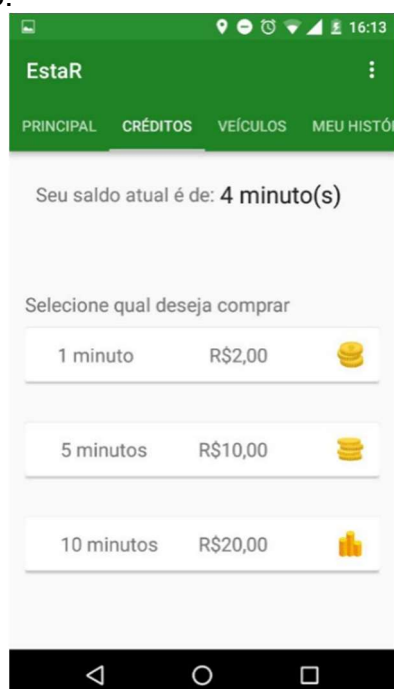 16:13
EstaR
PRINCIPAL CRÉDITOS VEÍCULOS MEU HISTÓ
Seu saldo atual é de: 4 minuto(s)
Selecione qual deseja comprar
1 minuto R$2,00
5 minutos R$10,00
10 minutos R$20,00